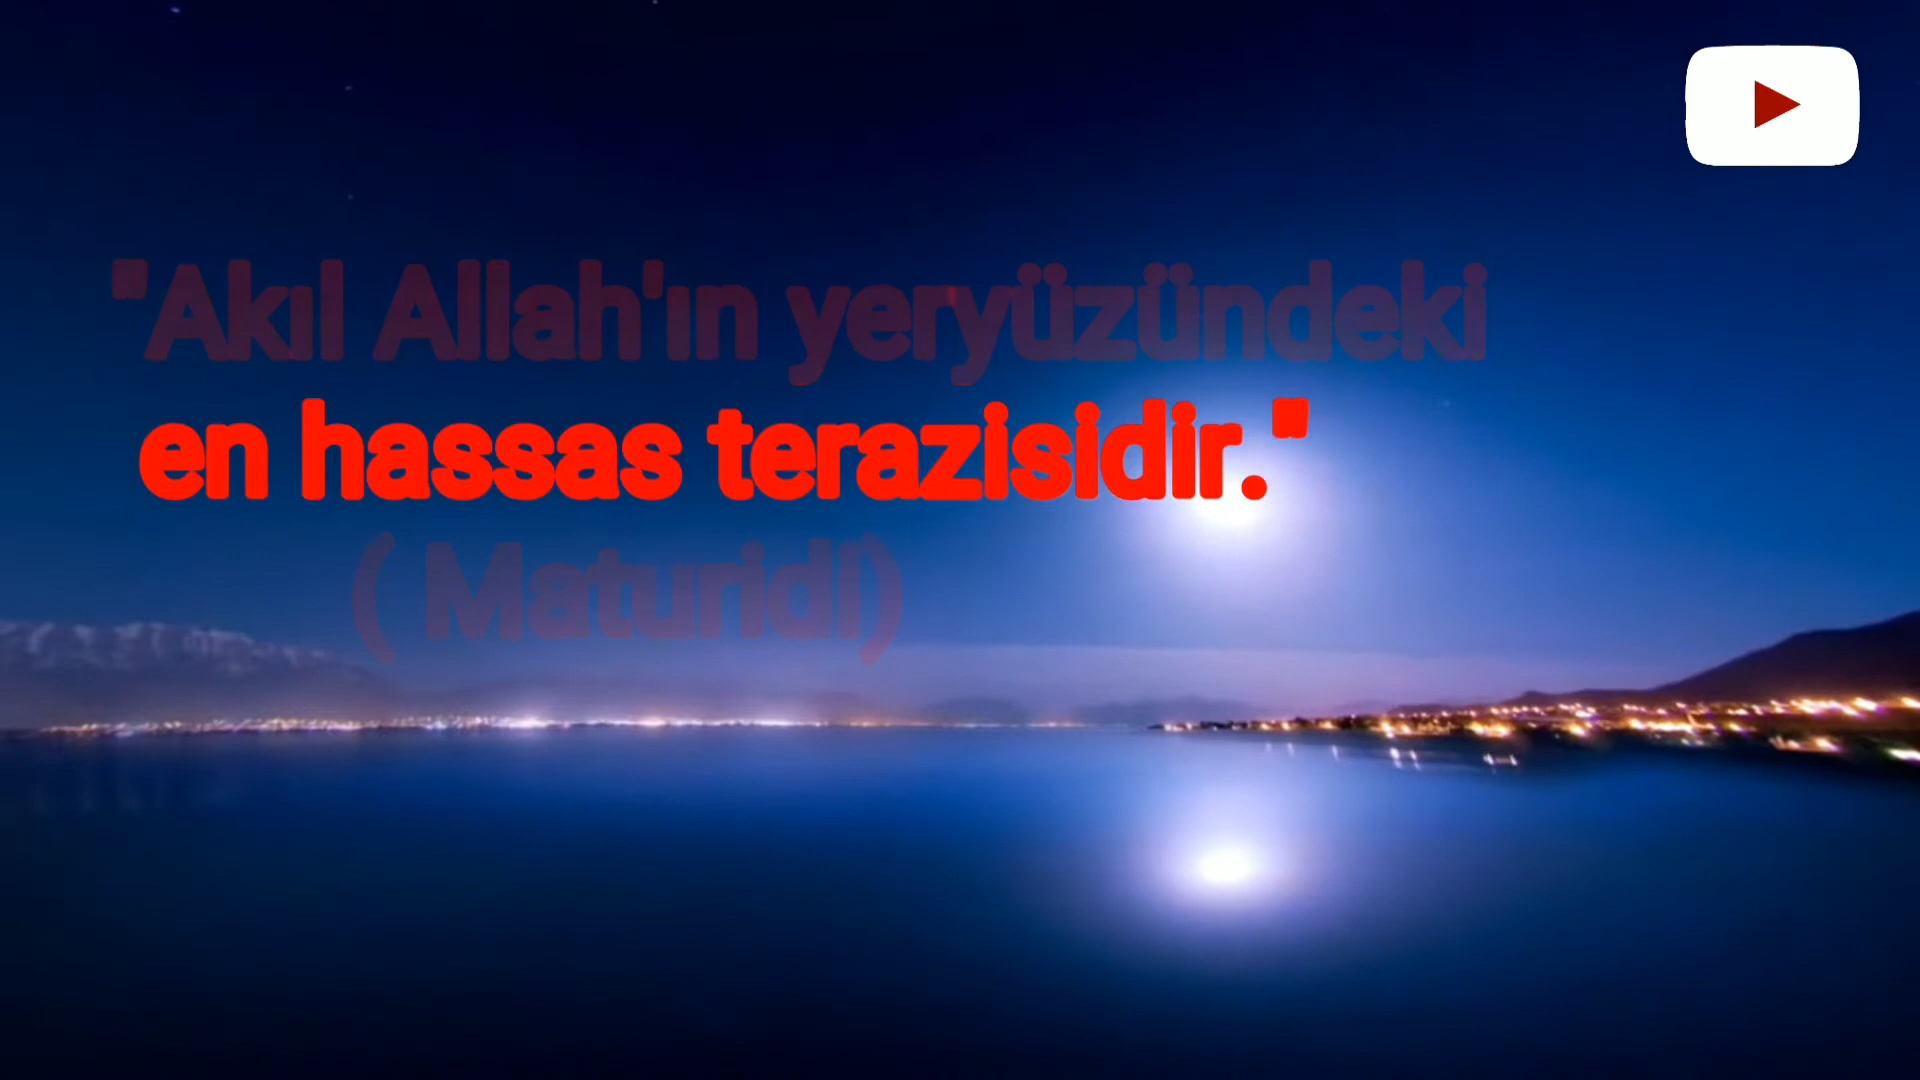 "Akıl Allah'ın yeryüzündeki
en hassas terazisidir."
( Maturidi)